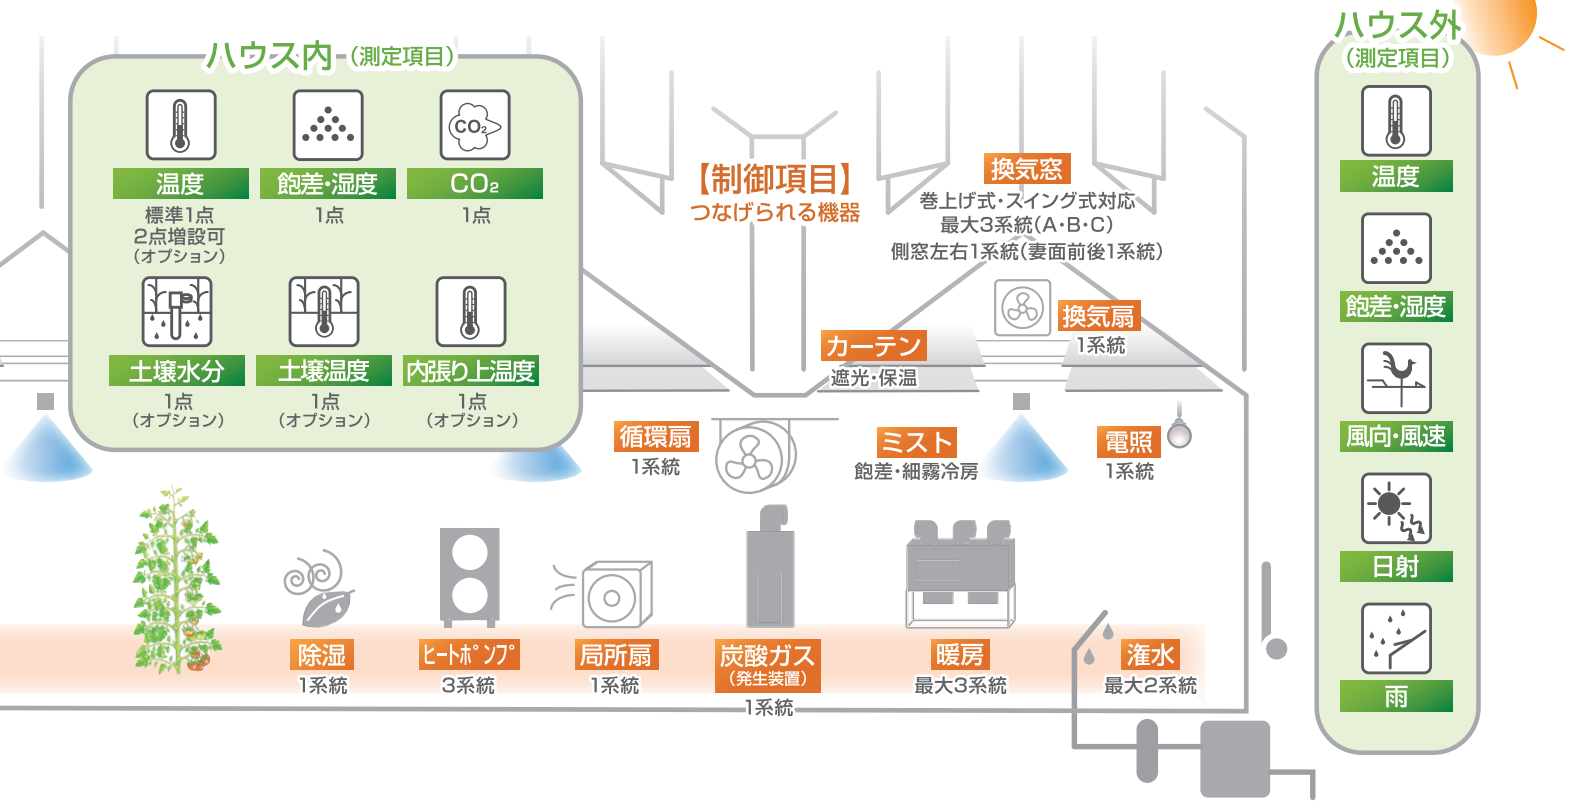 ハウス内（測定項目）
温度
標準1点
2点増設可
（オプション）
飽差・湿度
1点
CO₂
CO₂
1点
土壌水分
1点
（オプション）
土壌温度
1点
（オプション）
内張り上温度
1点
（オプション）
【制御項目】
つなげられる機器
換気窓
巻上げ式・スイング式対応
最大3系統（A・B・C）
側窓左右1系統（妻面前後1系統）
換気扇
1系統
カーテン
遮光・保温
循環扇
1系統
ミスト
飽差・細霧冷房
電照
1系統
除湿
1系統
ﾋｰﾄﾎﾟﾝﾌﾟ
3系統
局所扇
1系統
炭酸ガス
（発生装置）
1系統
暖房
最大3系統
潅水
最大2系統
ハウス外
（測定項目）
温度
飽差・湿度
風向・風速
日射
雨